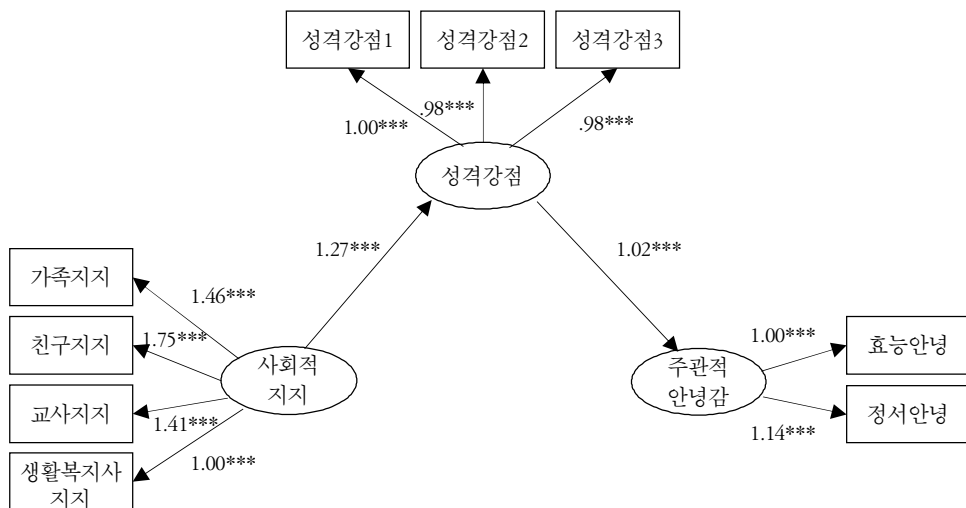 성격강점1
성격강점2
성격강점3
.98***
1.00***
.98***
성격강점
1.27***
1.02***
가족지지
1.46***
친구지지
1.75***
사회적
지지
1.00***
효능안녕
주관적
안녕감
교사지지
1.41***
정서안녕
1.14***
생활복지사
지지
1.00***